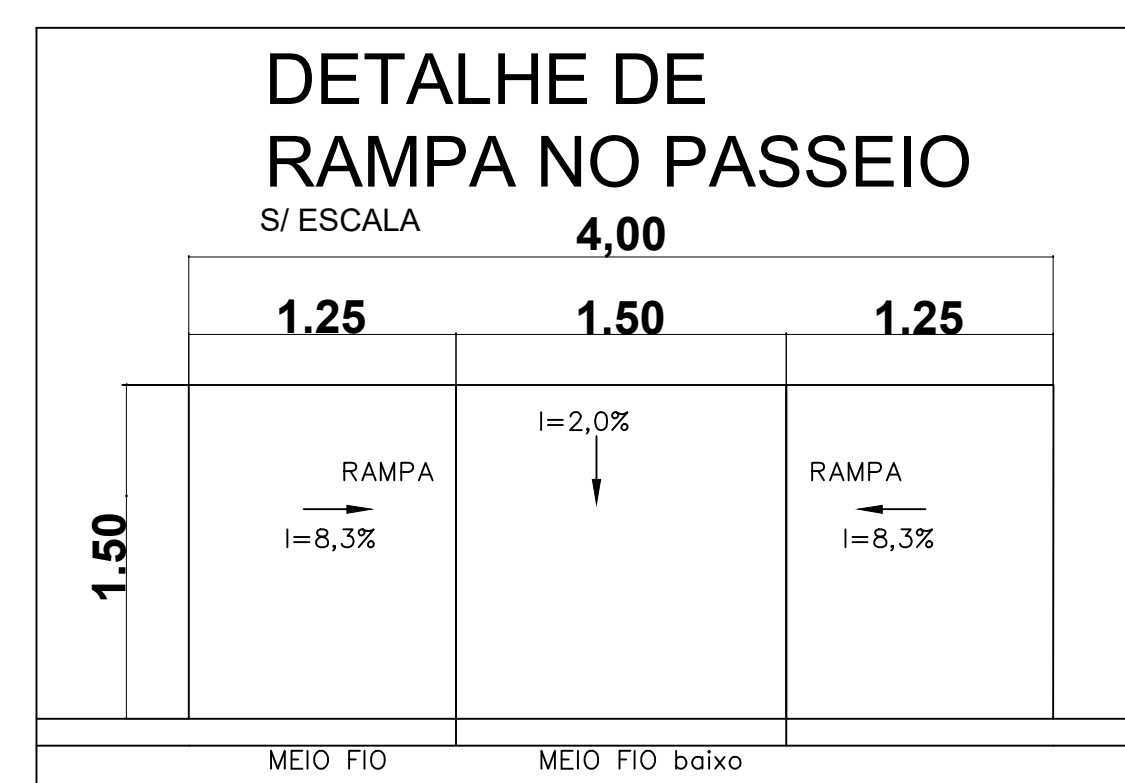 DETALHE DE
RAMPA NO PASSEIO
S/ ESCALA
4,00
1.25 1.50 1.25
I=2,0%
RAMPA RAMPA
I=8,3% I=8,3%
1.50
MEIO FIO MEIO FIO baixo